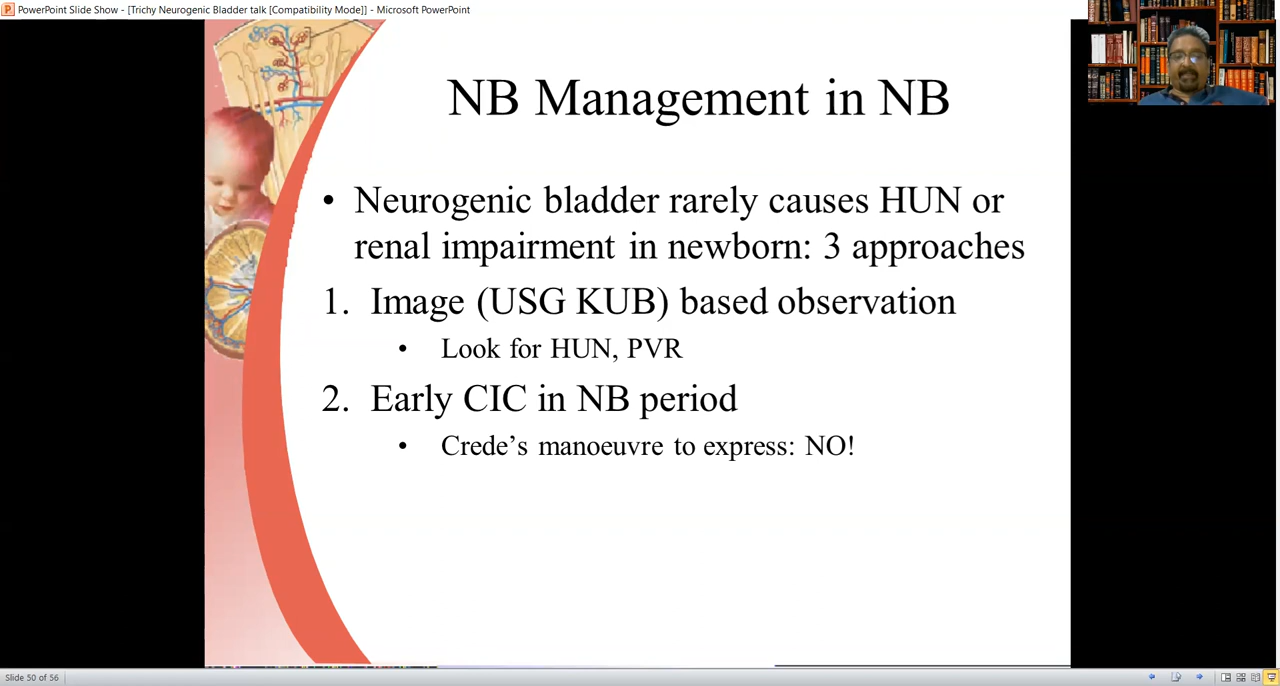 PowerPoint Slide Show - [Trichy Neurogenic Bladder talk [Compatibility Mode]] - Microsoft PowerPoint
NB Management in NB
• Neurogenic bladder rarely causes HUN or
renal impairment in newborn: 3 approaches
1. Image (USG KUB) based observation
• Look for HUN, PVR
2. Early CIC in NB period
• Crede’s manoeuvre to express: NO!
Slide 50 of 56